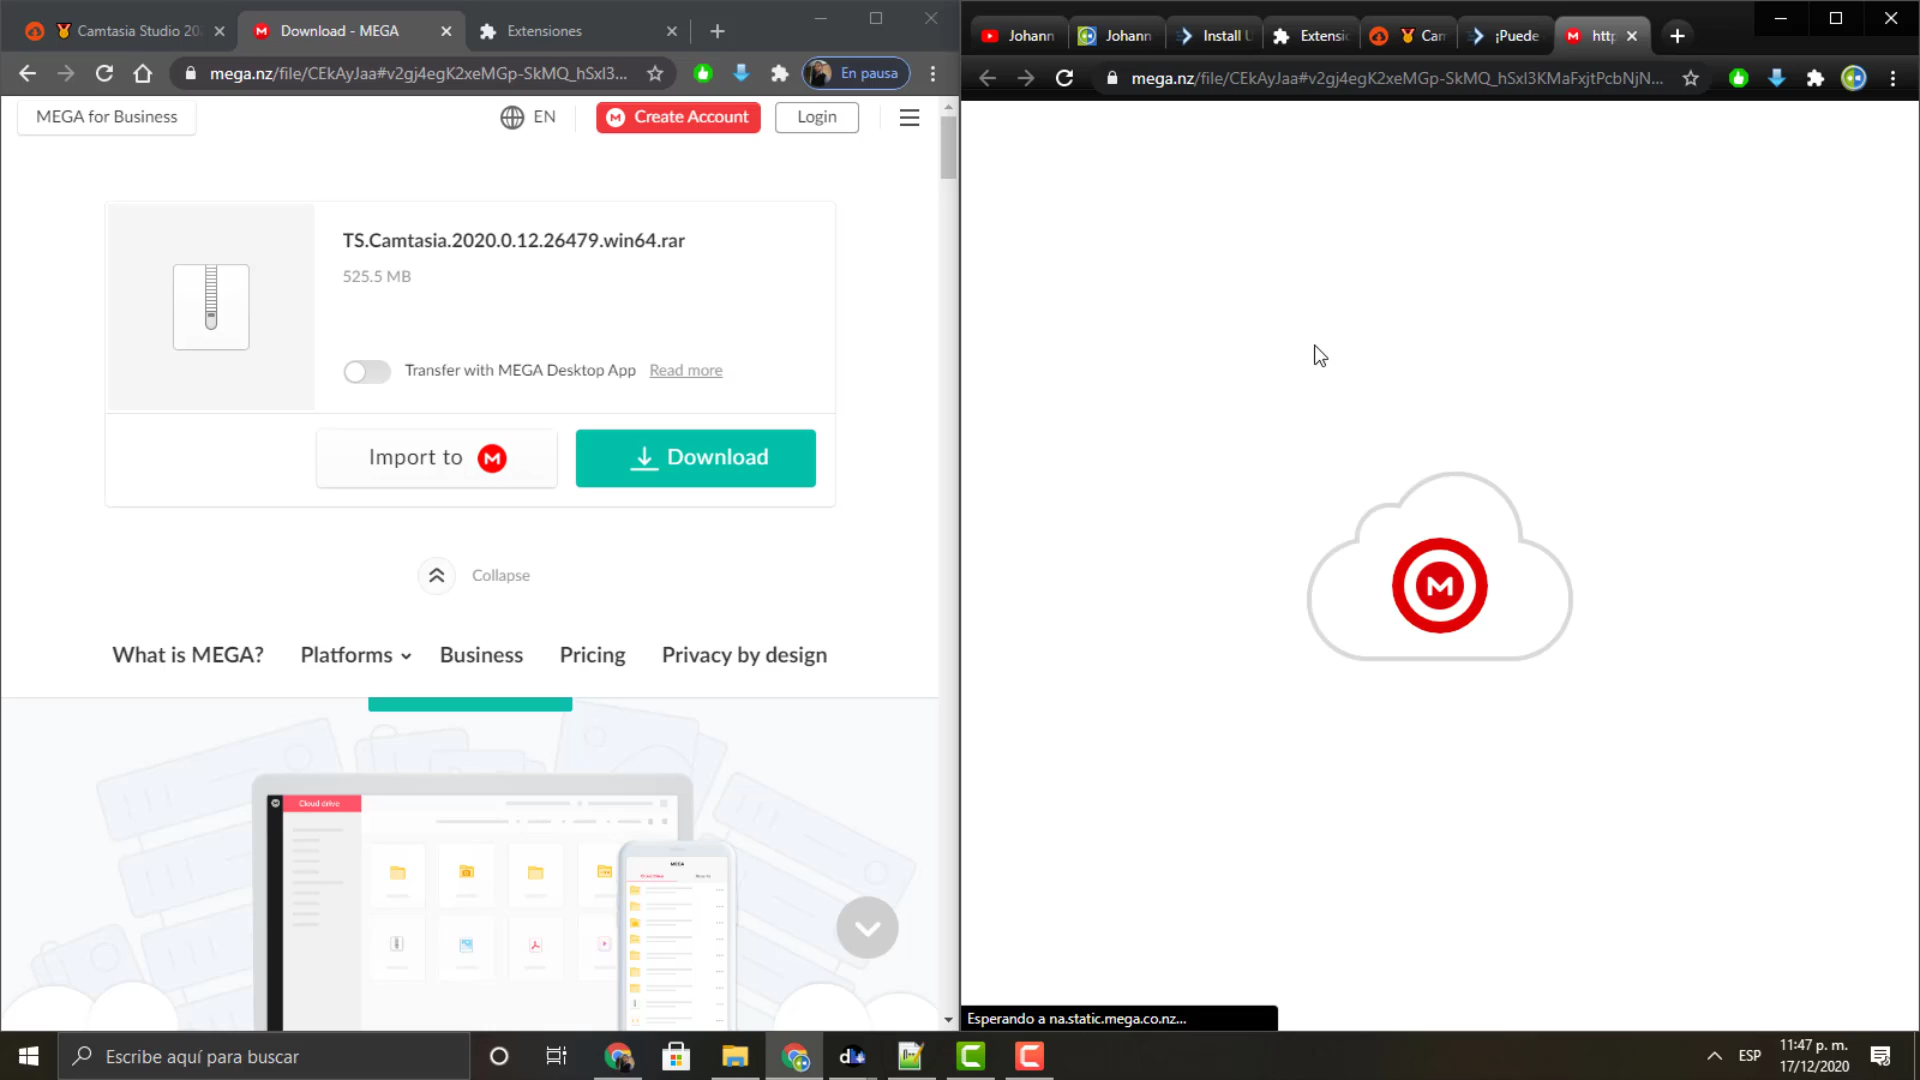 Camtasia Studio 20
Download - MEGA
Extensiones
mega.nz/file/CEkAyJaa#v2gj4egK2xeMGp-SkMQ_hSxl3...
En pausa
MEGA for Business
EN
Create Account
Login
TS.Camtasia.2020.0.12.26479.win64.rar
525.5 MB
Transfer with MEGA Desktop App Read more
Import to
Download
Collapse
What is MEGA? Platforms Business Pricing Privacy by design
Cloud drive
MEGA
Johann
Johann
Install U
Extensio
Cam
¡Puede
http
mega.nz/file/CEkAyJaa#v2gj4egK2xeMGp-SkMQ_hSxl3KMaFxjtPcbNjN...
Esperando a na.static.mega.co.nz...
Escribe aquí para buscar
ESP
11:47 p. m.
17/12/2020